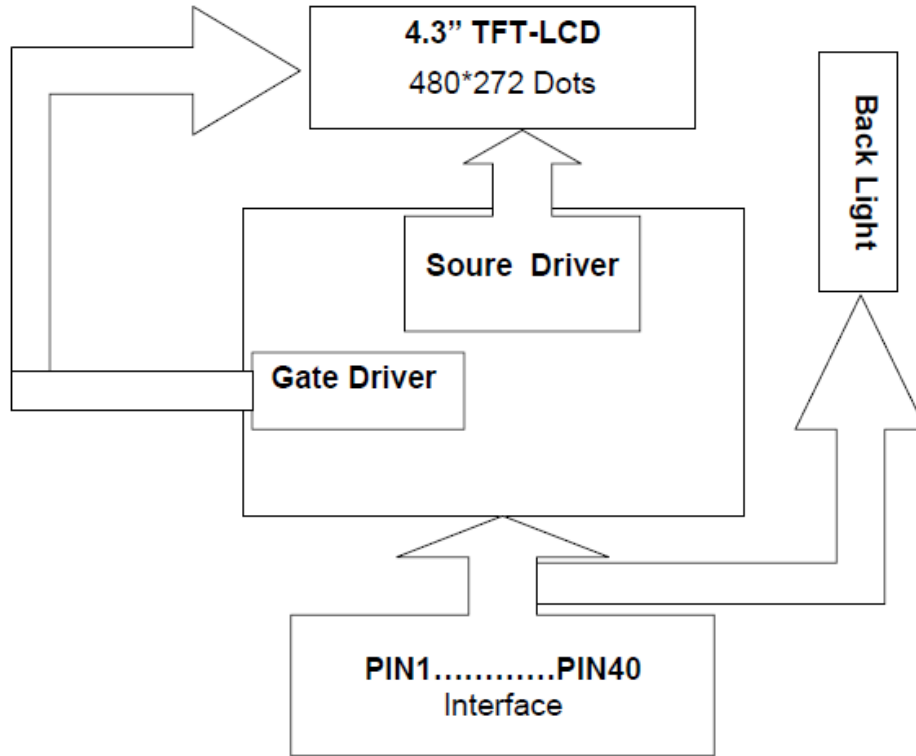 4.3” TFT-LCD
480*272 Dots
Back Light
Soure Driver
Gate Driver
PIN1…………PIN40
Interface